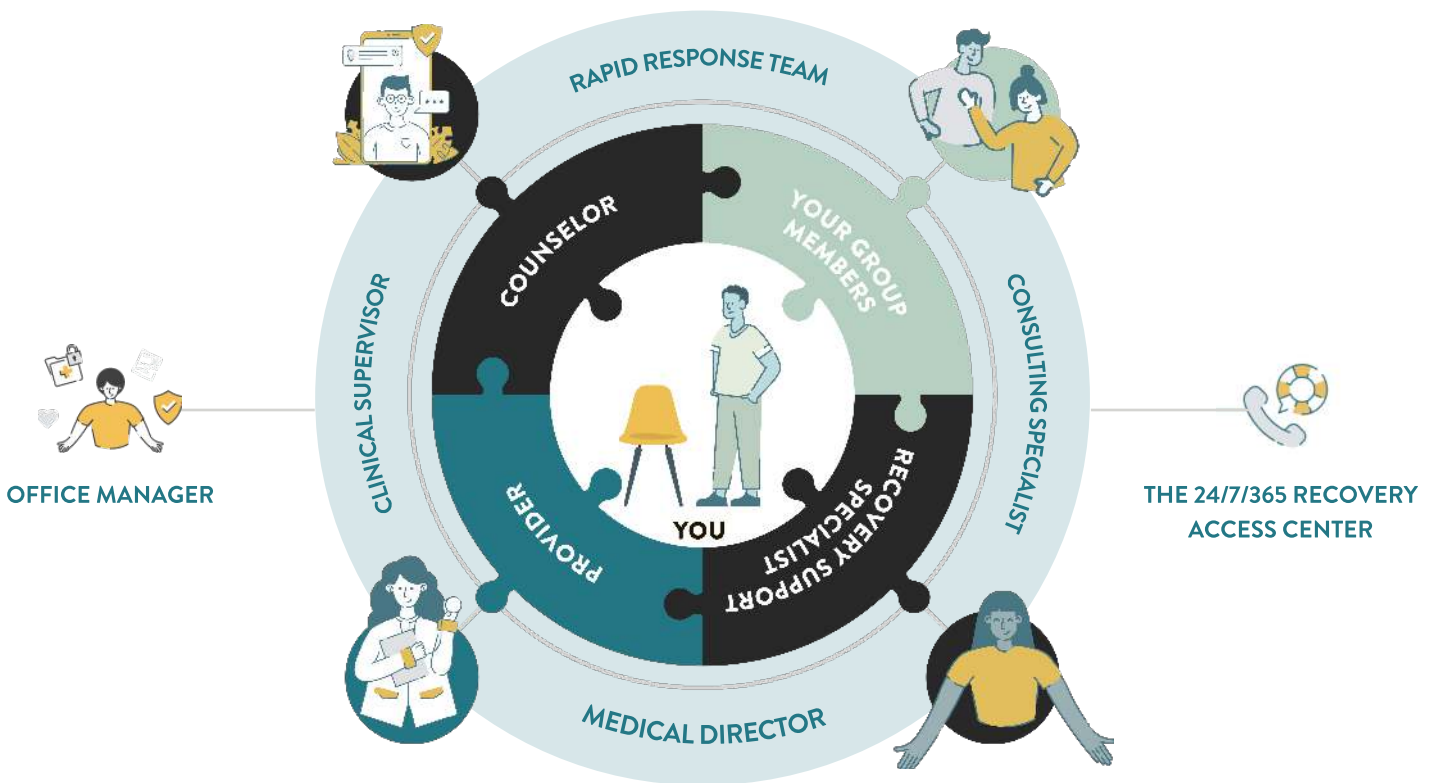 RAPID RESPONSE TEAM
COUNSELOR
YOUR GROUP
MEMBERS
CLINICAL SUPERVISOR
CONSULTING SPECIALIST
OFFICE MANAGER
THE 24/7/365 RECOVERY
ACCESS CENTER
PROVIDER
YOU
RECOVERY SUPPORT
SPECIALIST
MEDICAL DIRECTOR